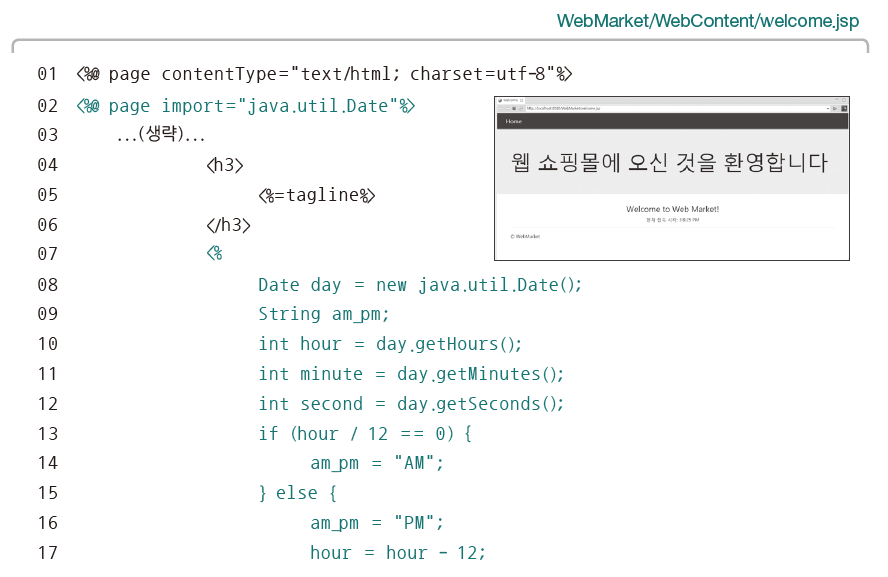 WebMarket/WebContent/welcome.jsp
01 <%@ page contentType="text/html; charset=utf-8"%>
02 <%@ page import="java.util.Date"%>
03 ...(생략)...
04 <h3>
05 <%=tagline%>
06 </h3>
07 <%
08 Date day = new java.util.Date();
09 String am_pm;
10 int hour = day.getHours();
11 int minute = day.getMinutes();
12 int second = day.getSeconds();
13 if (hour / 12 == 0) {
14 am_pm = "AM";
15 } else {
16 am_pm = "PM";
17 hour = hour - 12;
Home
웹 쇼핑몰에 오신 것을 환영합니다
Welcome to Web Market!
© WebMarket